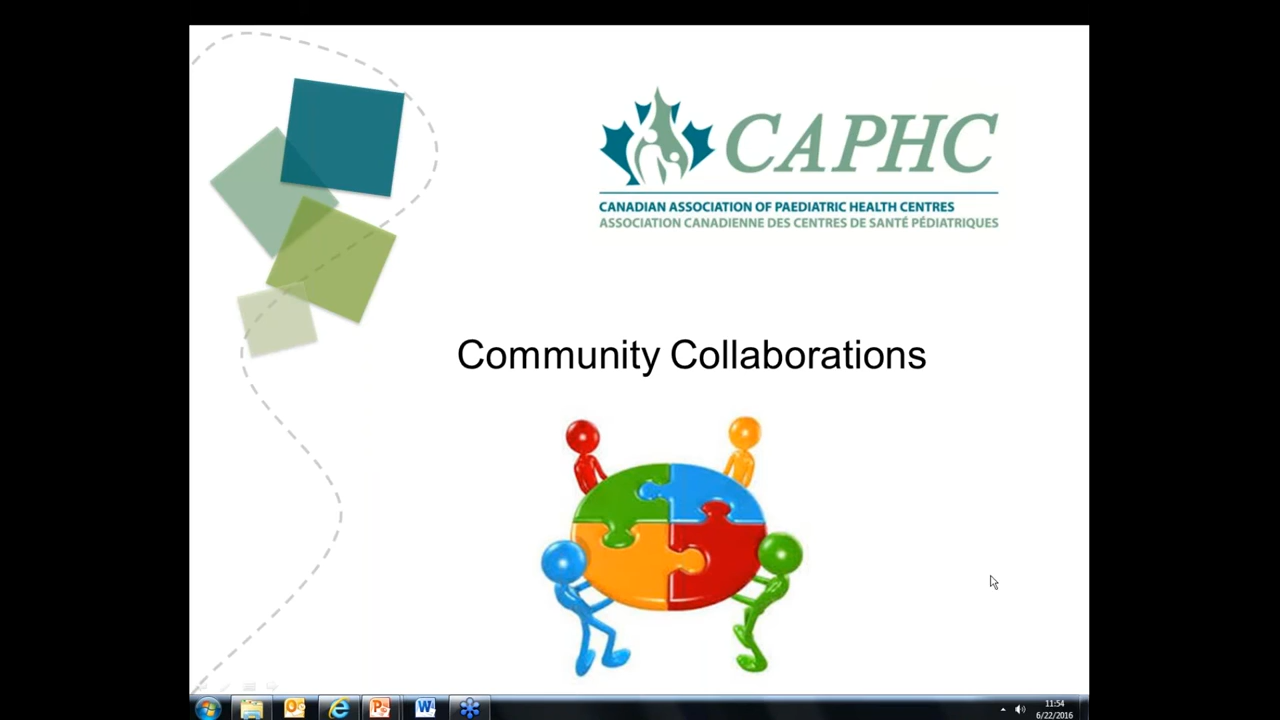 CAPHC
CANADIAN ASSOCIATION OF PAEDIATRIC HEALTH CENTRES
ASSOCIATION CANADIENNE DES CENTRES DE SANTÉ PÉDIATRIQUES
Community Collaborations
11:54
6/22/2016